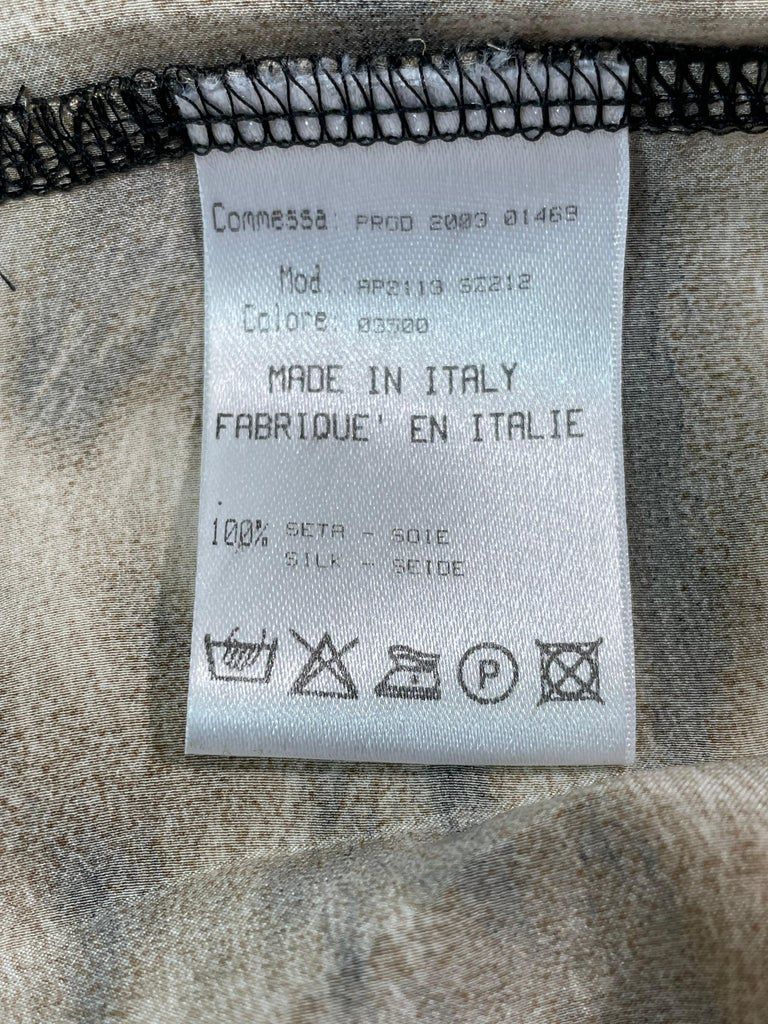 Commessa: PROD 2003 01469
Mod. AP2119 SZ212
Colore. 03500
MADE IN ITALY
FABRIQUE' EN ITALIE
100% SETA - SOIE
SILK - SEIDE
P